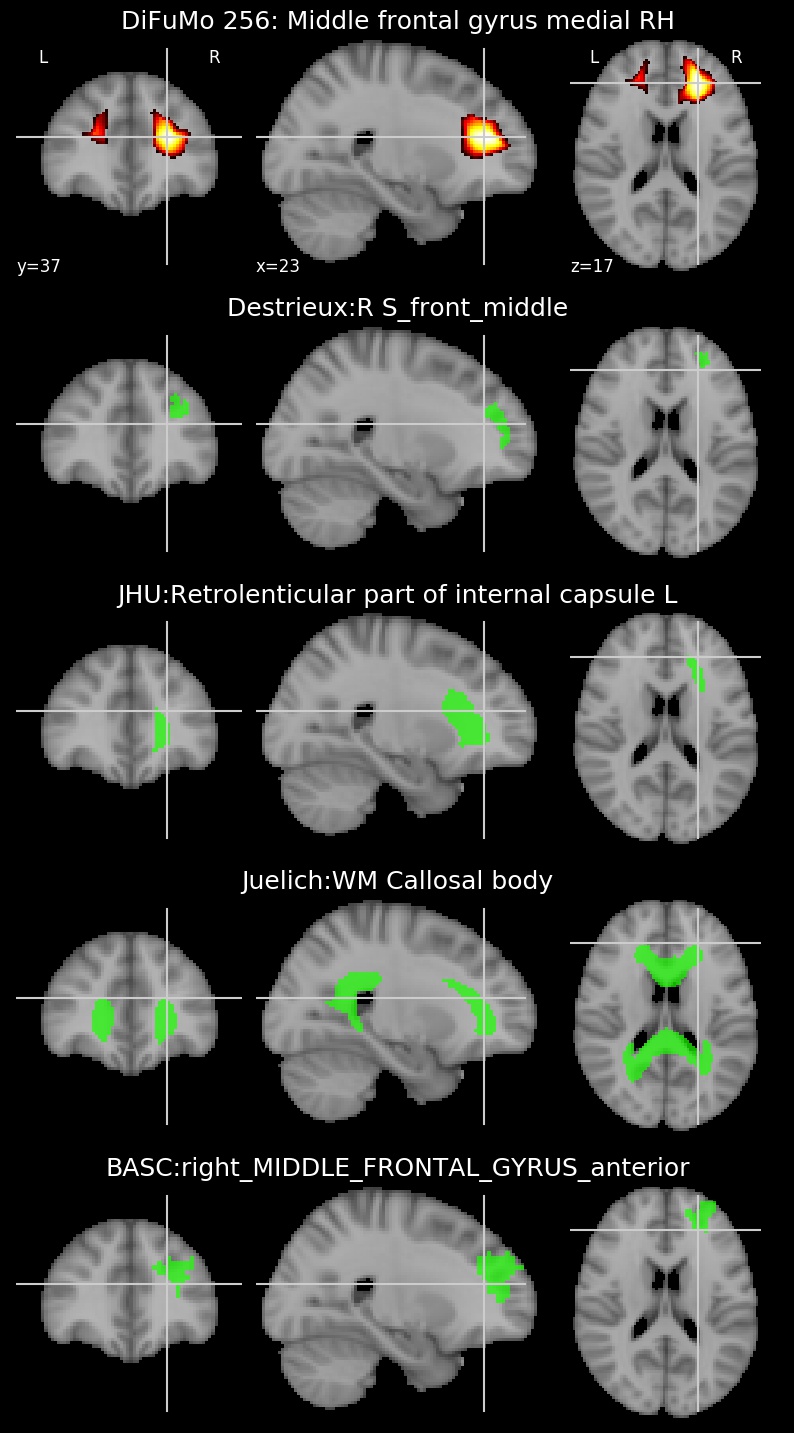 DiFuMo 256: Middle frontal gyrus medial RH
L R L R
y=37 x=23 z=17
Destrieux:R S_front_middle
JHU:Retrolenticular part of internal capsule L
Juelich:WM Callosal body
BASC:right_MIDDLE_FRONTAL_GYRUS_anterior